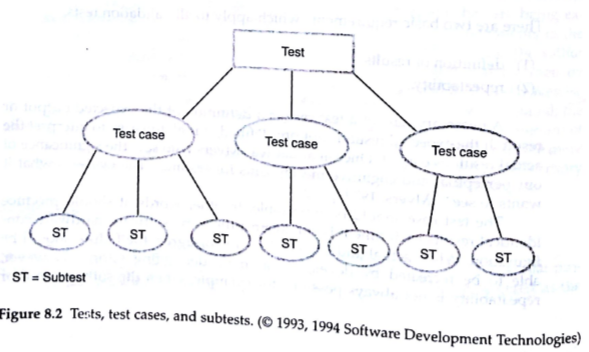 Test
Test case
Test case
Test case
ST
ST
ST
ST
ST
ST
ST
ST = Subtest
Figure 8.2 Tests, test cases, and subtests. (© 1993, 1994 Software Development Technologies)